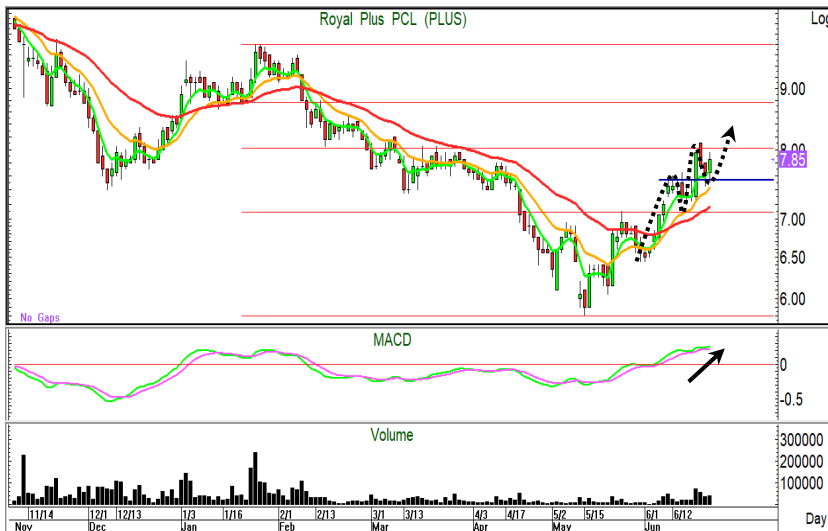 Royal Plus PCL (PLUS)
Log
9.00
8.00
7.85
7.00
6.50
6.00
No Gaps
MACD
0
-0.5
Volume
300000
200000
100000
11/14 12/1 12/13 1/3 1/16 2/1 2/13 3/1 3/13 4/3 4/17 5/2 5/15 6/1 6/12
Nov Dec Jan Feb Mar Apr May Jun Day